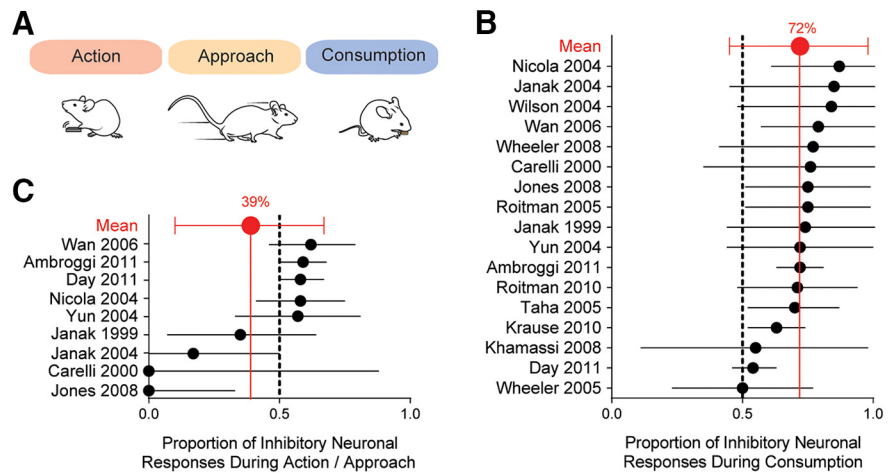 A
Action
Approach
Consumption
B
72%
Mean
Nicola 2004
Janak 2004
Wilson 2004
Wan 2006
Wheeler 2008
Carelli 2000
Jones 2008
Roitman 2005
Janak 1999
Yun 2004
Ambroggi 2011
Roitman 2010
Taha 2005
Krause 2010
Khamassi 2008
Day 2011
Wheeler 2005
0.0
0.5
1.0
Proportion of Inhibitory Neuronal
Responses During Consumption
C
39%
Mean
Wan 2006
Ambroggi 2011
Day 2011
Nicola 2004
Yun 2004
Janak 1999
Janak 2004
Carelli 2000
Jones 2008
0.0
0.5
1.0
Proportion of Inhibitory Neuronal
Responses During Action / Approach